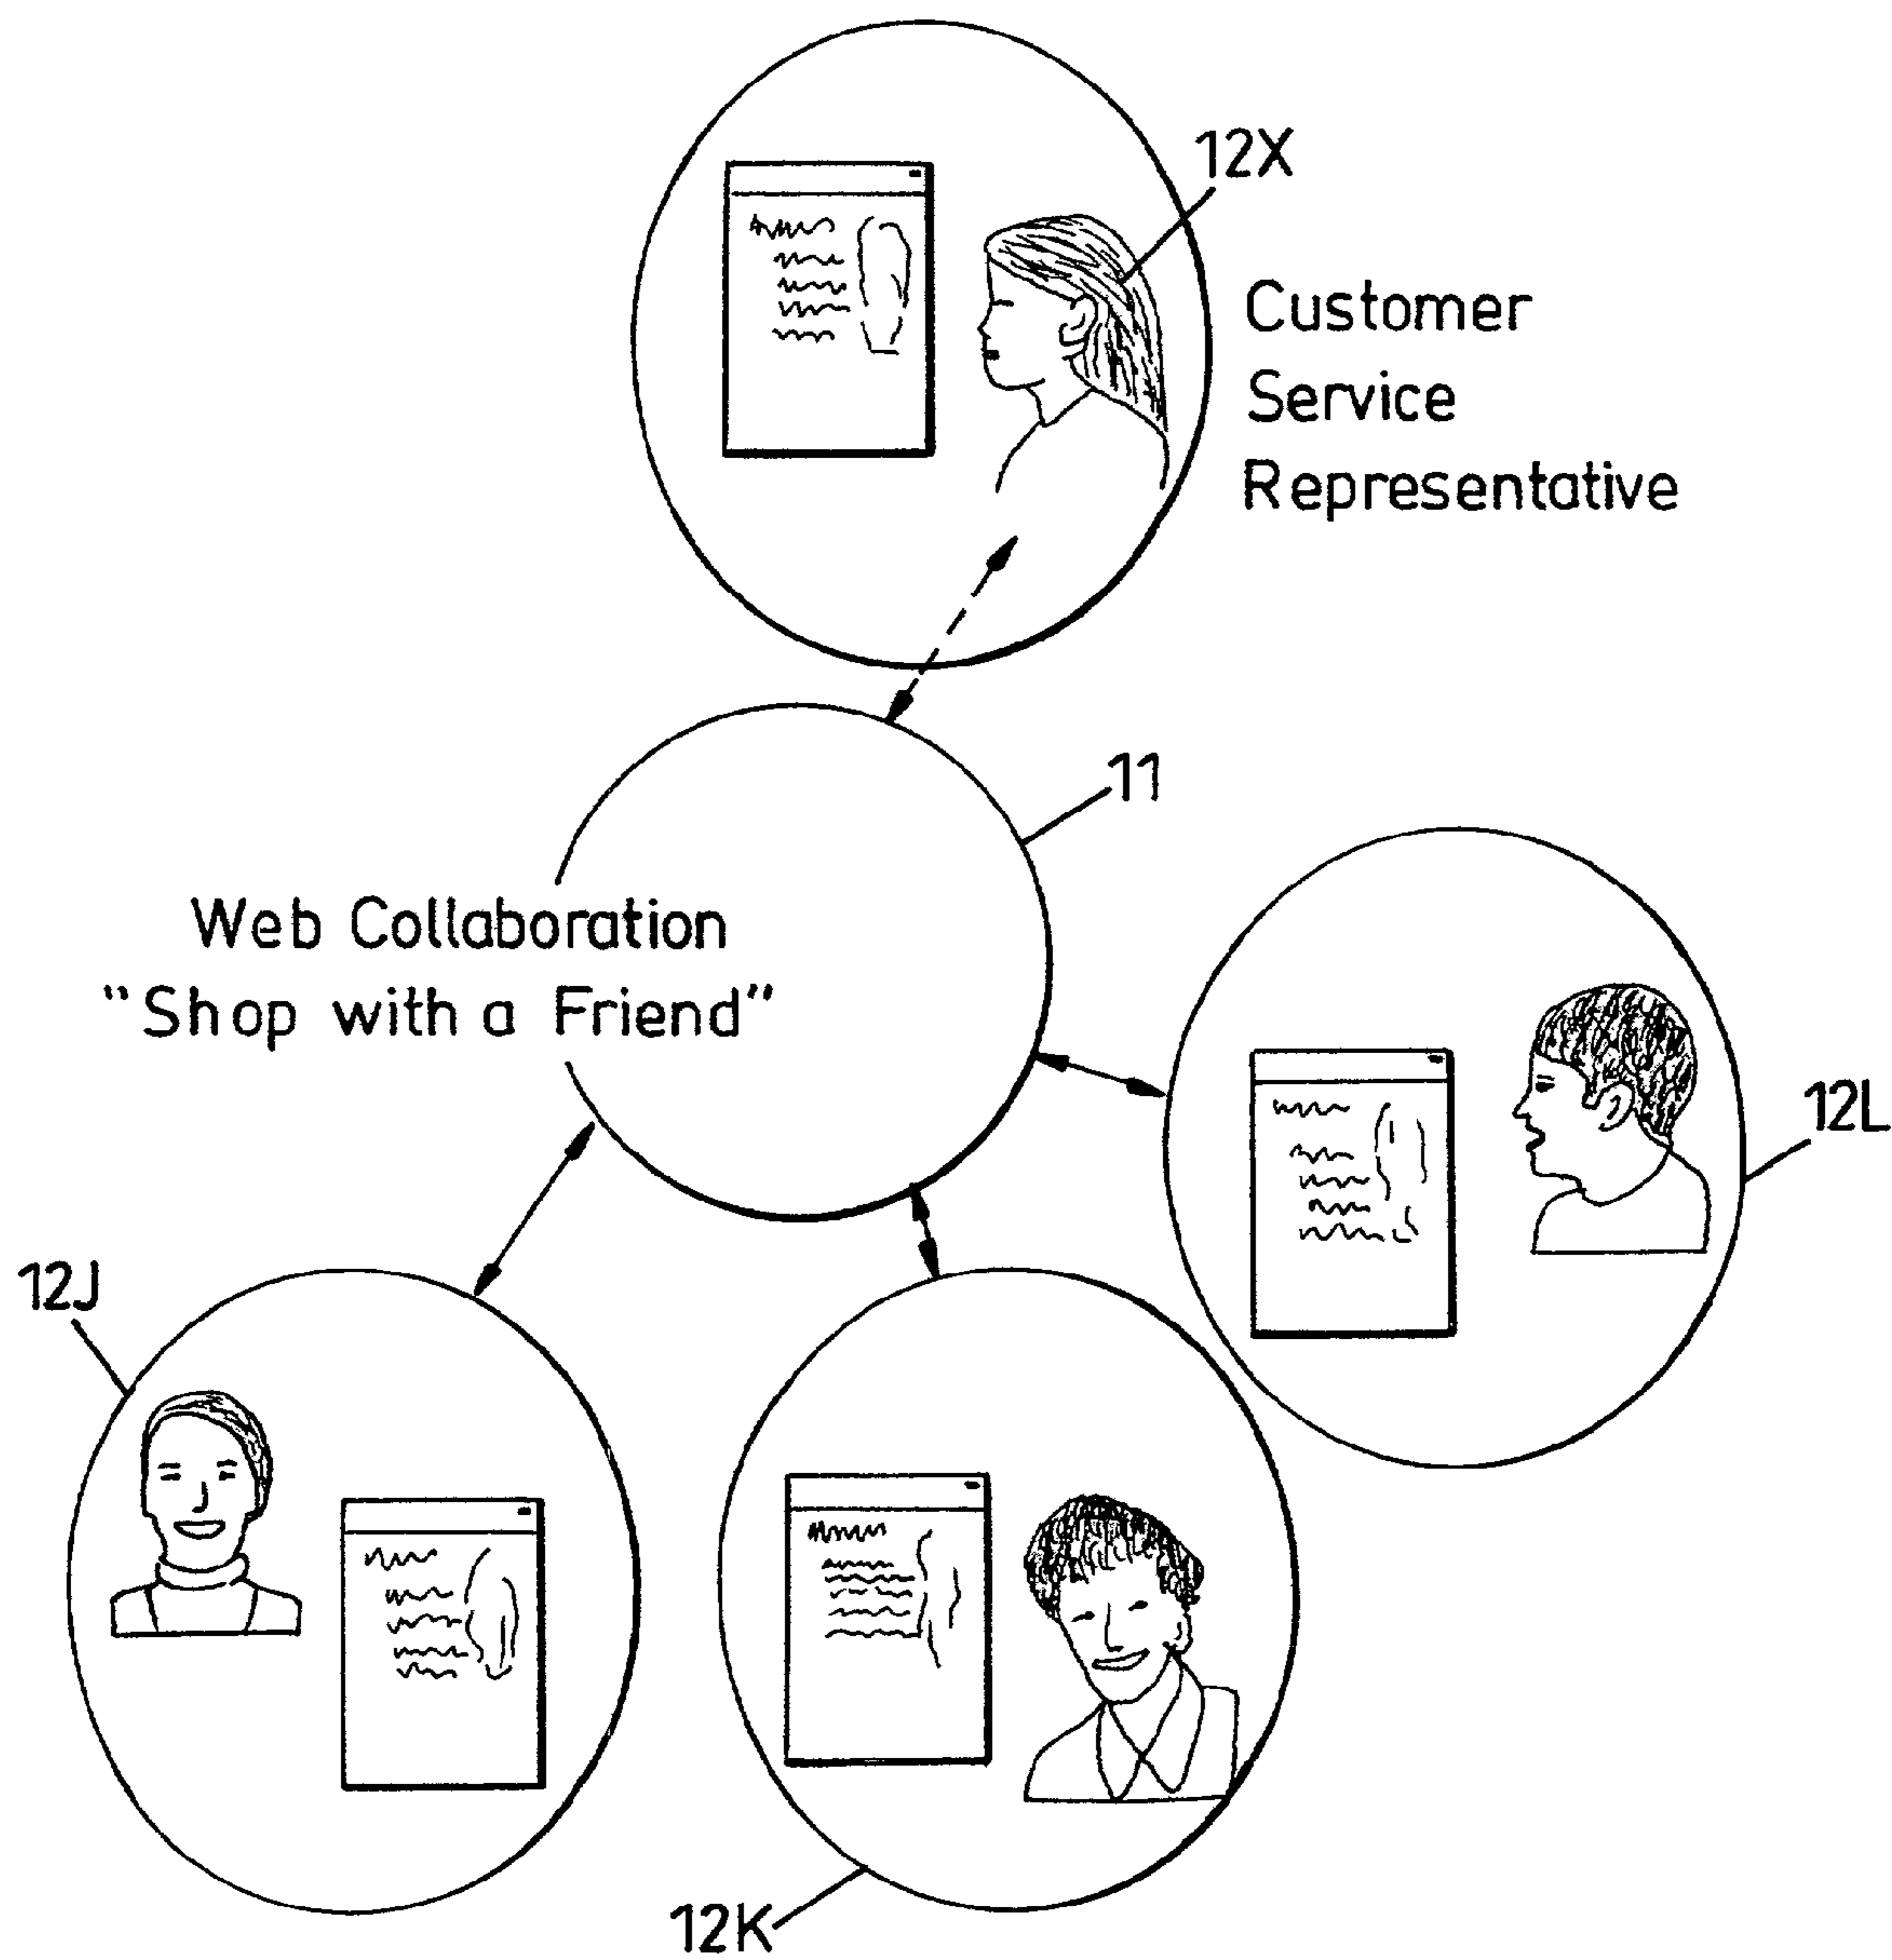 12X
Customer
Service
Representative
11
Web Collaboration
"Shop with a Friend"
12L
12J
12K